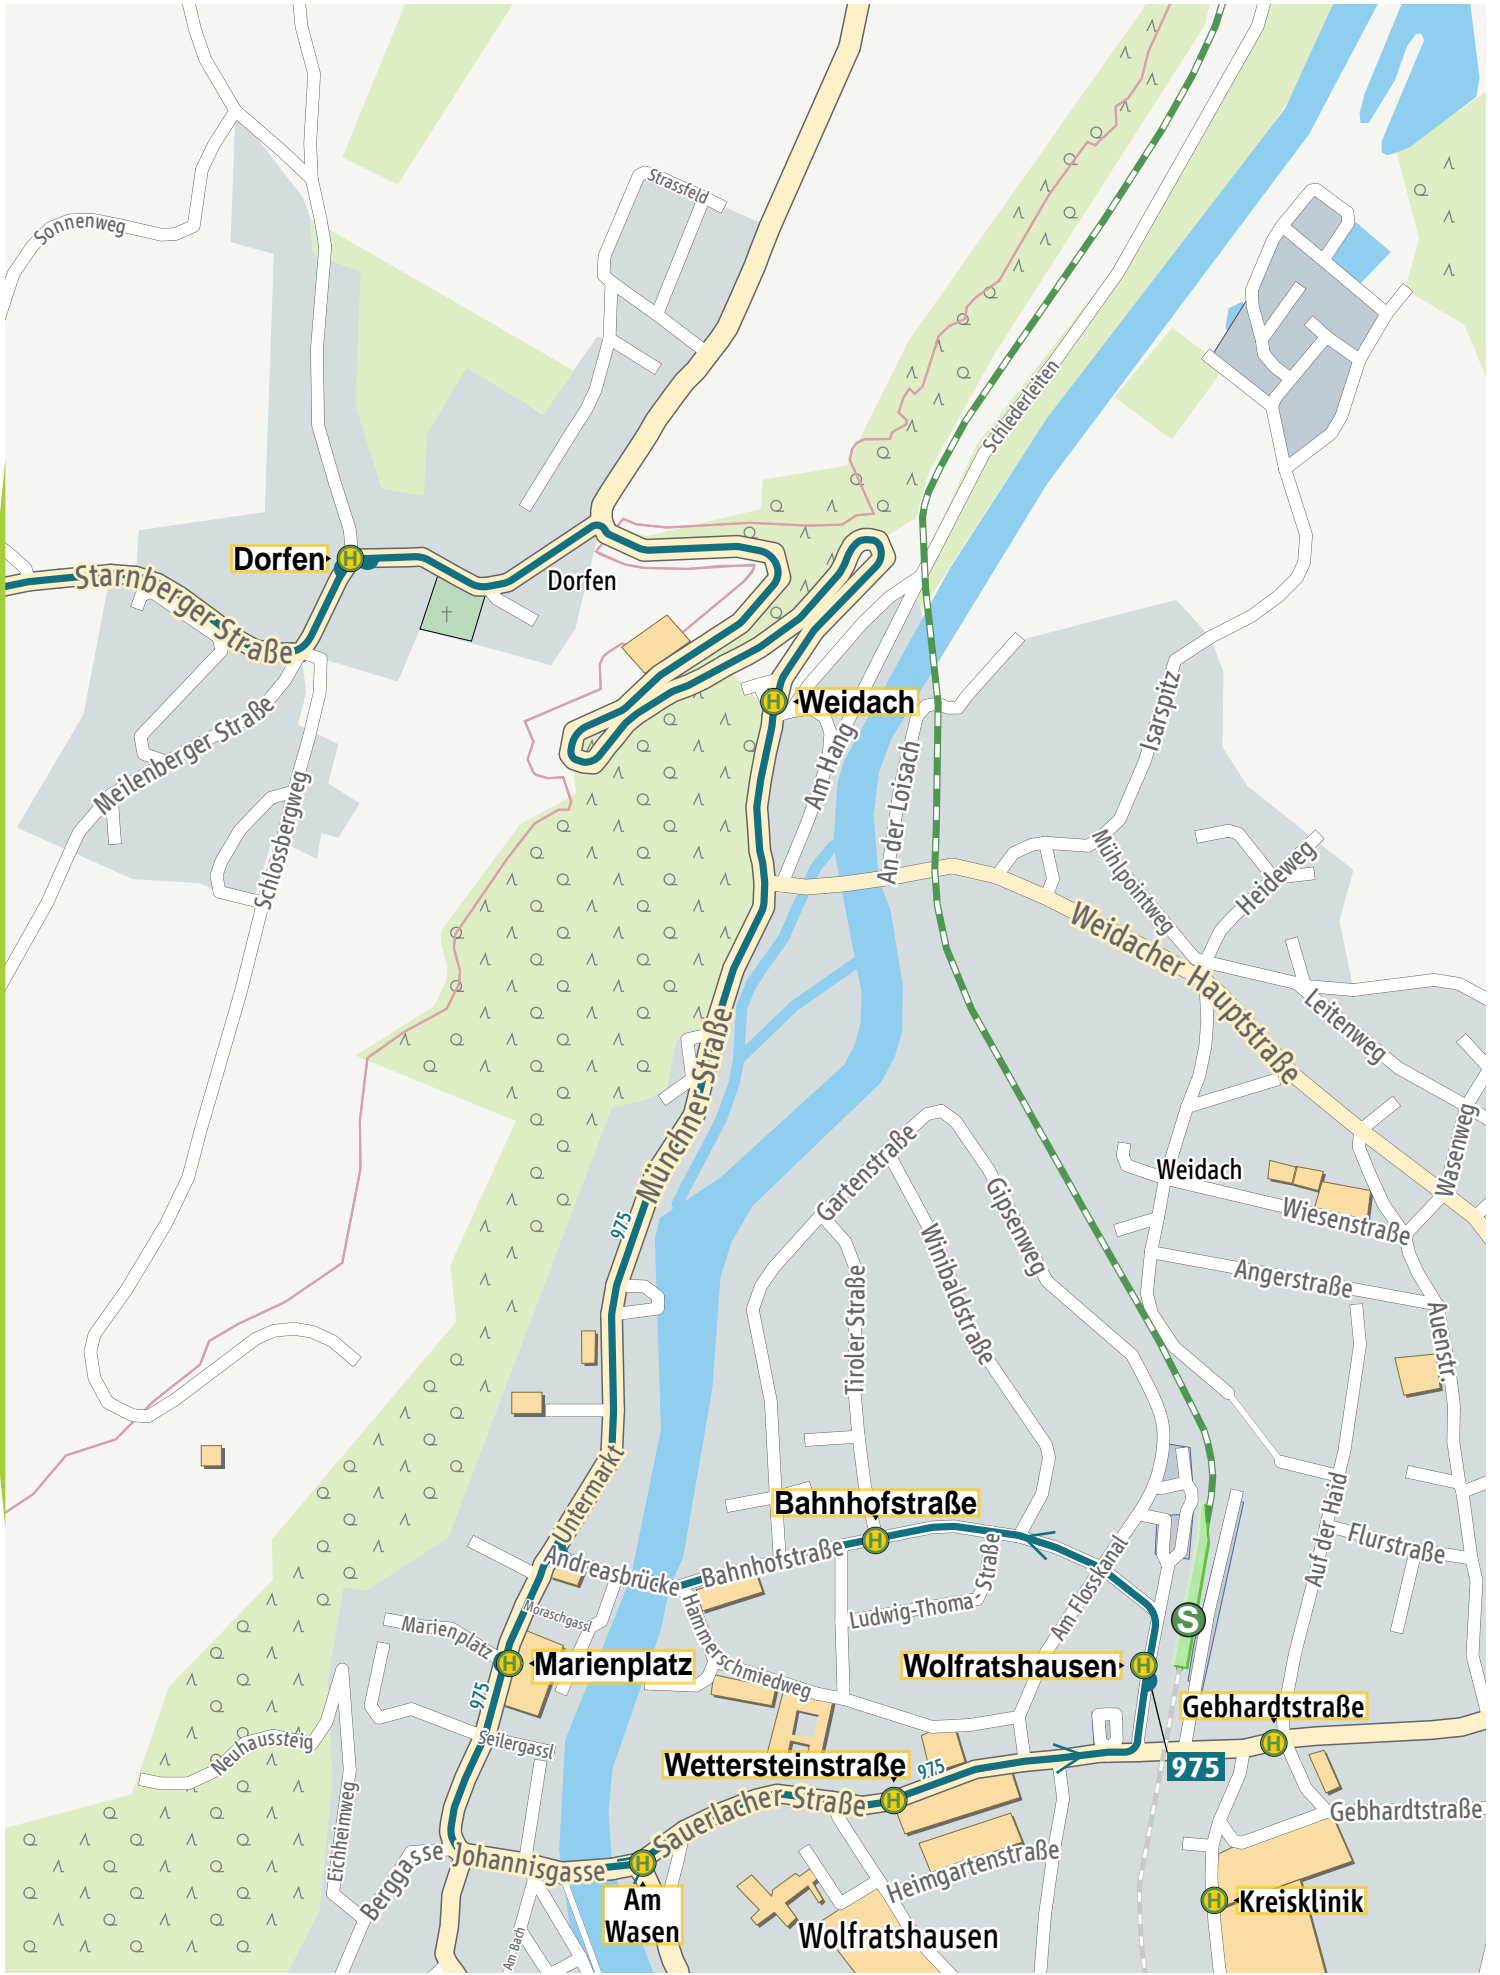 Strassfeld
Sonnenweg
Schlederleiten
Dorfen
H
Dorfen
Starnberger Straße
Meilenberger Straße
Schlossbergweg
H
Weidach
Am Hang
An der Loisach
Isarspitz
Mühlpointweg
Heideweg
Weidacher Hauptstraße
Leitenweg
Wasenweg
Münchner Straße
975
Gartenstraße
Gipsenweg
Winibaldstraße
Tiroler Straße
Weidach
Wiesenstraße
Angerstraße
Auenstr.
Auf der Haid
Flurstraße
Untermarkt
Andreasbrücke
Bahnhofstraße
Bahnhofstraße
H
Ludwig-Thoma-Straße
Am Flosskanal
Moraschgassl
Marienplatz
H
Marienplatz
975
Hammerschmiedweg
S
Wolfratshausen
H
Gebhardtstraße
H
975
Seilergassl
Neuhaussteig
Eichheimweg
Wettersteinstraße
H
975
Sauerlacher Straße
Gebhardtstraße
Berggasse
Johannisgasse
H
Am
Wasen
Heimgartenstraße
H
Kreisklinik
Wolfratshausen
Am Bach